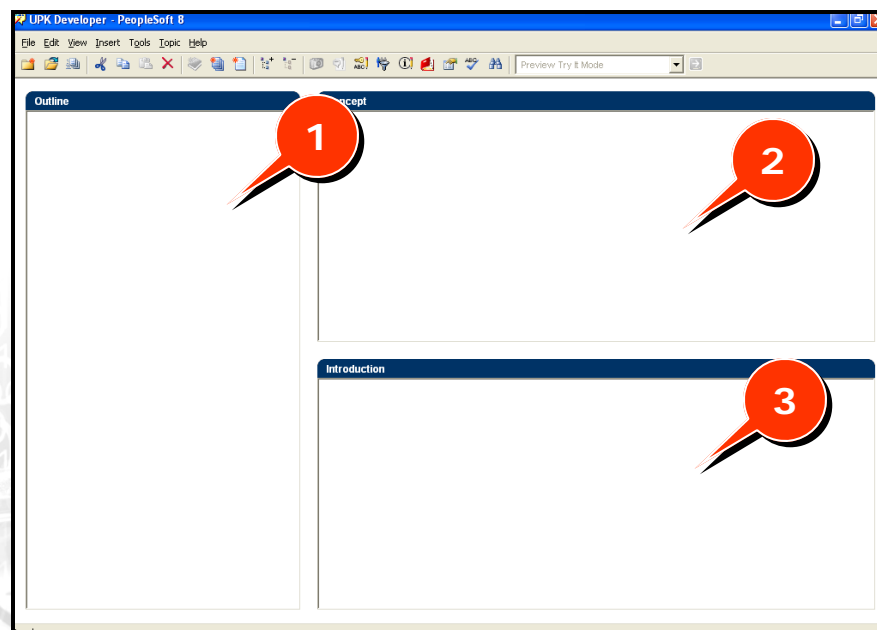 UPK Developer - PeopleSoft 8
File Edit View Insert Tools Topic Help
Preview Try It Mode
Outline
1
2
Introduction
3